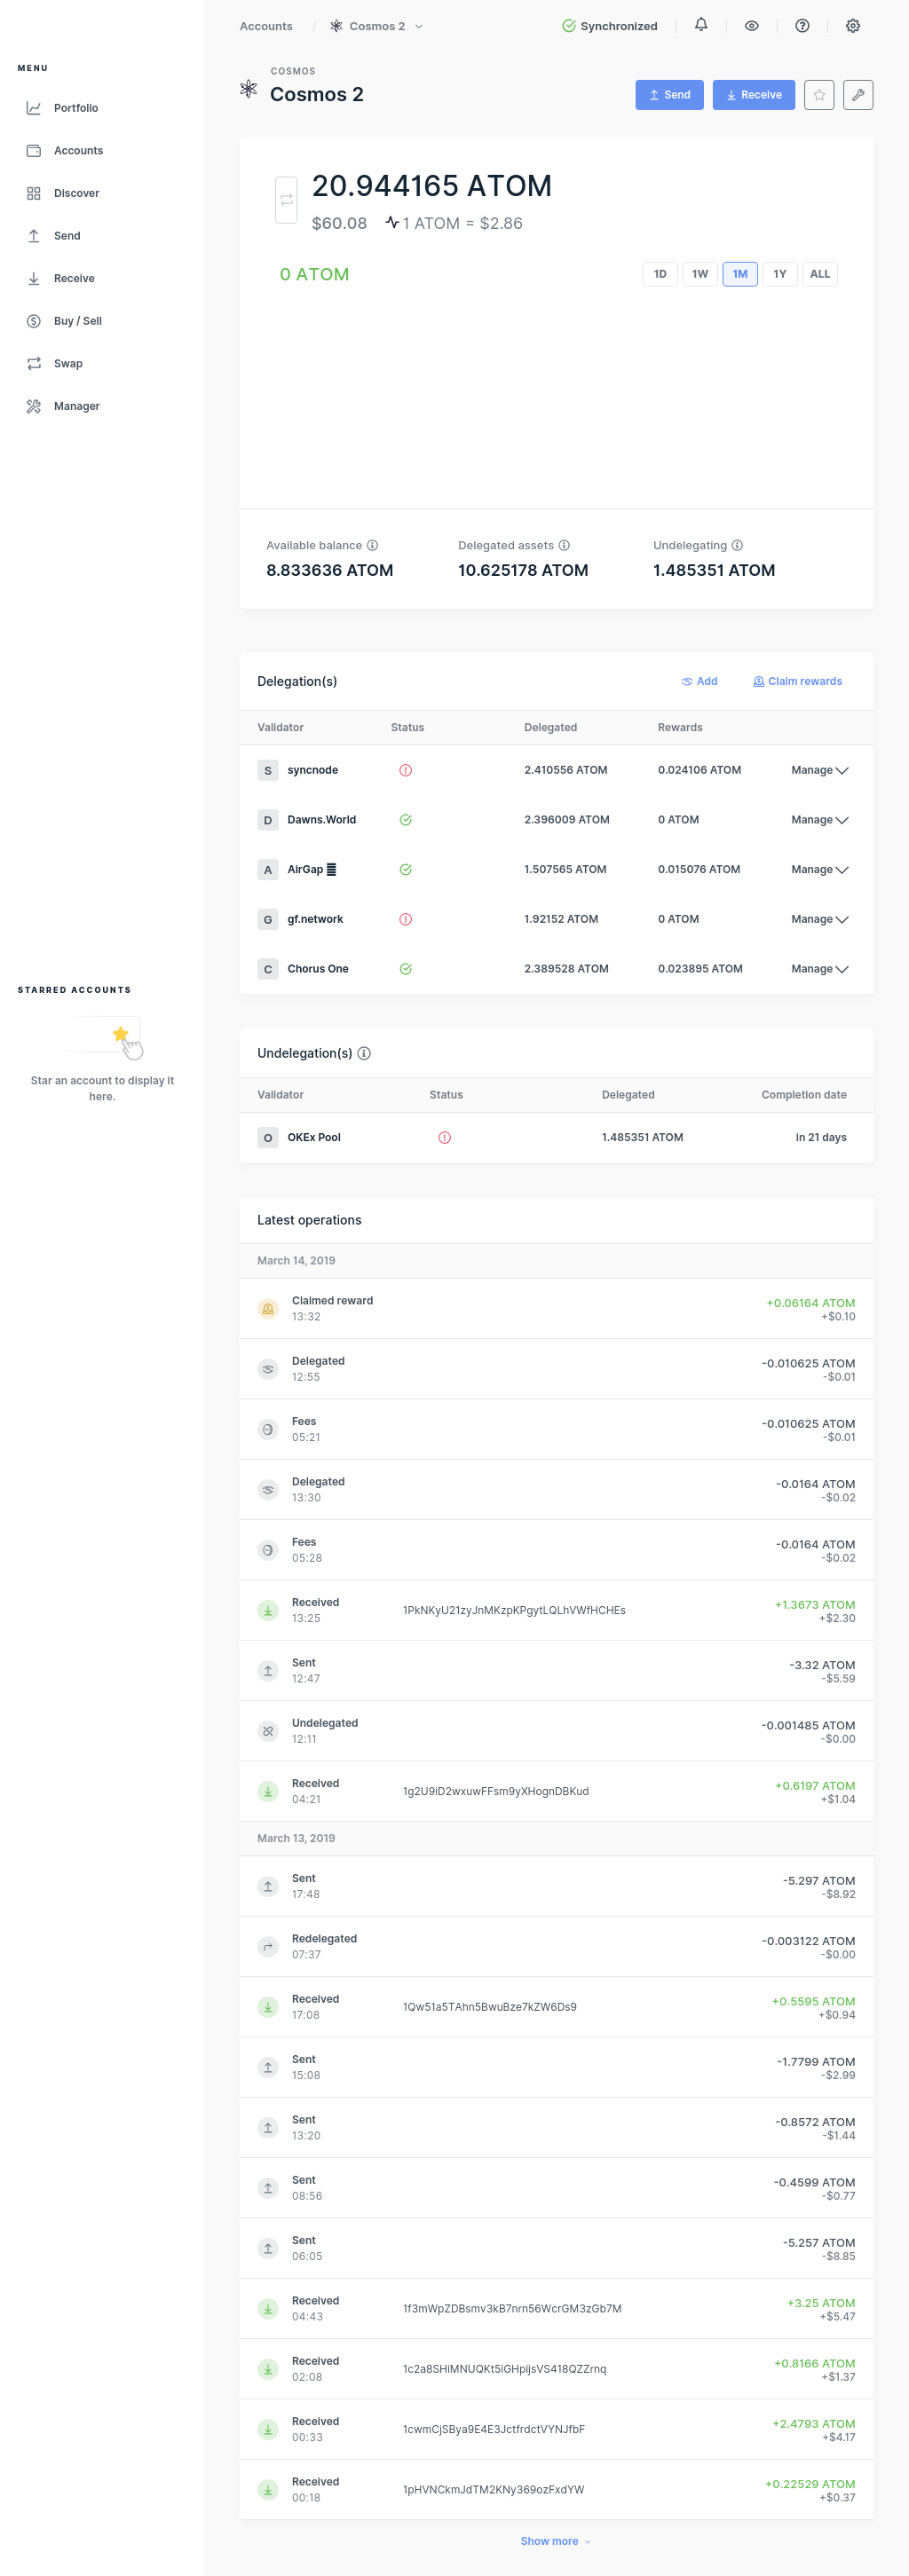 Accounts / Cosmos 2
Synchronized
MENU
Portfolio
Accounts
Discover
Send
Receive
Buy / Sell
Swap
Manager
STARRED ACCOUNTS
Star an account to display it
here.
COSMOS
Cosmos 2
Send
Receive
20.944165 ATOM
$60.08 1 ATOM = $2.86
0 ATOM
1D 1W 1M 1Y ALL
Available balance Delegated assets Undelegating
8.833636 ATOM 10.625178 ATOM 1.485351 ATOM
Delegation(s) Add Claim rewards
Validator Status Delegated Rewards
S syncnode 2.410556 ATOM 0.024106 ATOM Manage
D Dawns.World 2.396009 ATOM 0 ATOM Manage
A AirGap 1.507565 ATOM 0.015076 ATOM Manage
G gf.network 1.92152 ATOM 0 ATOM Manage
C Chorus One 2.389528 ATOM 0.023895 ATOM Manage
Undelegation(s)
Validator Status Delegated Completion date
O OKEx Pool 1.485351 ATOM in 21 days
Latest operations
March 14, 2019
Claimed reward +0.06164 ATOM
13:32 +$0.10
Delegated -0.010625 ATOM
12:55 -$0.01
Fees -0.010625 ATOM
05:21 -$0.01
Delegated -0.0164 ATOM
13:30 -$0.02
Fees -0.0164 ATOM
05:28 -$0.02
Received 1PkNKyU21zyJnMKzpKPgytLQLhVWfHCHEs +1.3673 ATOM
13:25 +$2.30
Sent -3.32 ATOM
12:47 -$5.59
Undelegated -0.001485 ATOM
12:11 -$0.00
Received 1g2U9iD2wxuwFFsm9yXHognDBKud +0.6197 ATOM
04:21 +$1.04
March 13, 2019
Sent -5.297 ATOM
17:48 -$8.92
Redelegated -0.003122 ATOM
07:37 -$0.00
Received 1Qw51a5TAhn5BwuBze7kZW6Ds9 +0.5595 ATOM
17:08 +$0.94
Sent -1.7799 ATOM
15:08 -$2.99
Sent -0.8572 ATOM
13:20 -$1.44
Sent -0.4599 ATOM
08:56 -$0.77
Sent -5.257 ATOM
06:05 -$8.85
Received 1f3mWpZDBsmv3kB7nrn56WcrGM3zGb7M +3.25 ATOM
04:43 +$5.47
Received 1c2a8SHiMNUQKt5iGHpijsVS418QZZrnq +0.8166 ATOM
02:08 +$1.37
Received 1cwmCjSBya9E4E3JctfrdctVYNJfbF +2.4793 ATOM
00:33 +$4.17
Received 1pHVNCkmJdTM2KNy369ozFxdYW +0.22529 ATOM
00:18 +$0.37
Show more